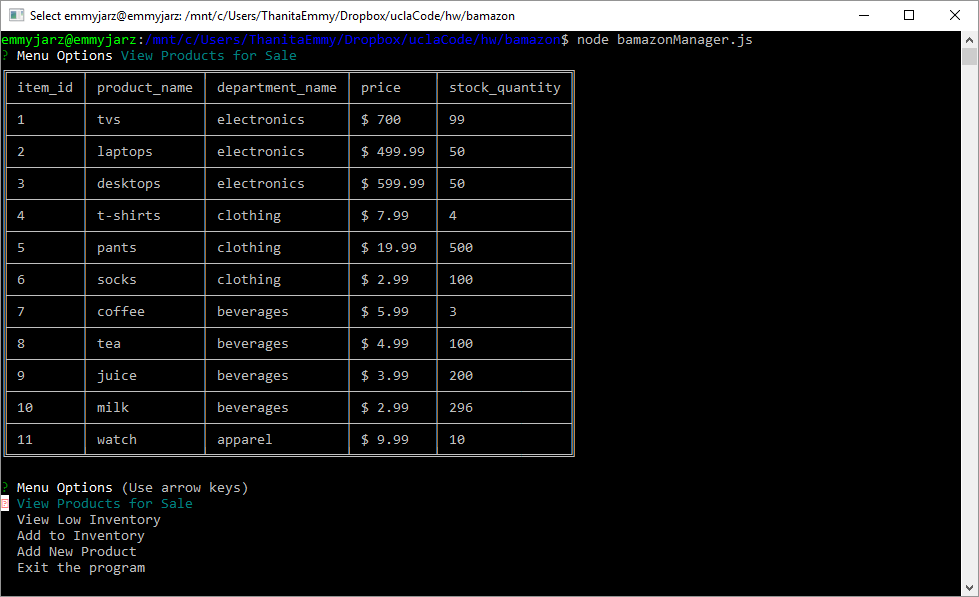 Select emmyjarz@emmyjarz: /mnt/c/Users/ThanitaEmmy/Dropbox/uclaCode/hw/bamazon
emmyjarz@emmyjarz:/mnt/c/Users/ThanitaEmmy/Dropbox/uclaCode/hw/bamazon$ node bamazonManager.js
? Menu Options View Products for Sale
item_id product_name department_name price stock_quantity
1 tvs electronics $ 700 99
2 laptops electronics $ 499.99 50
3 desktops electronics $ 599.99 50
4 t-shirts clothing $ 7.99 4
5 pants clothing $ 19.99 500
6 socks clothing $ 2.99 100
7 coffee beverages $ 5.99 3
8 tea beverages $ 4.99 100
9 juice beverages $ 3.99 200
10 milk beverages $ 2.99 296
11 watch apparel $ 9.99 10
? Menu Options (Use arrow keys)
View Products for Sale
View Low Inventory
Add to Inventory
Add New Product
Exit the program